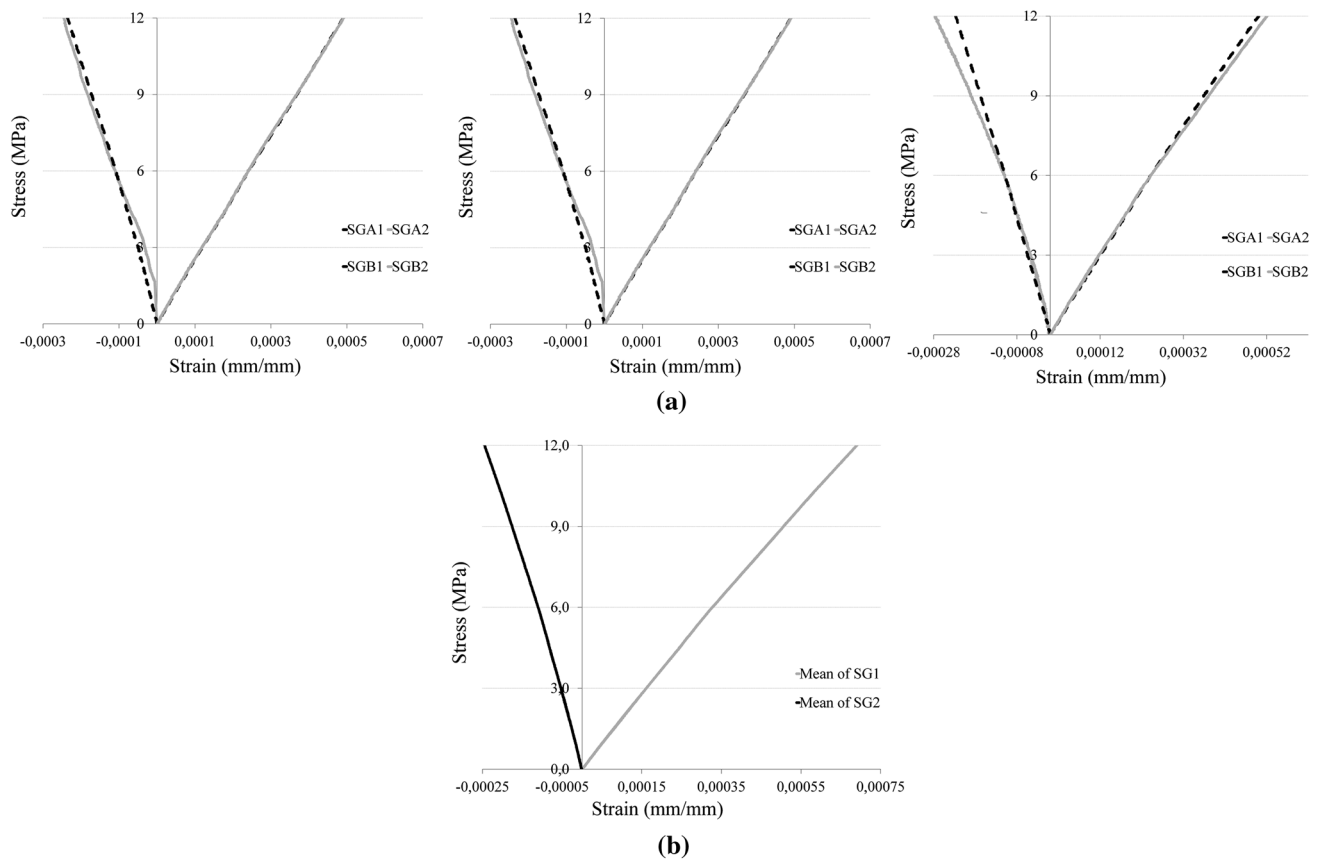 Stress (MPa)
12
9
6
3
0
-0,0003 -0,0001 0,0001 0,0003 0,0005 0,0007
Strain (mm/mm)
SGA1 SGA2
SGB1 SGB2
Stress (MPa)
12
9
6
3
0
-0,0003 -0,0001 0,0001 0,0003 0,0005 0,0007
Strain (mm/mm)
SGA1 SGA2
SGB1 SGB2
Stress (MPa)
12
9
6
3
0
-0,00028 -0,00008 0,00012 0,00032 0,00052
Strain (mm/mm)
SGA1 SGA2
SGB1 SGB2
(a)
Stress (MPa)
12,0
9,0
6,0
3,0
0,0
-0,00025 -0,00005 0,00015 0,00035 0,00055 0,00075
Strain (mm/mm)
Mean of SG1
Mean of SG2
(b)